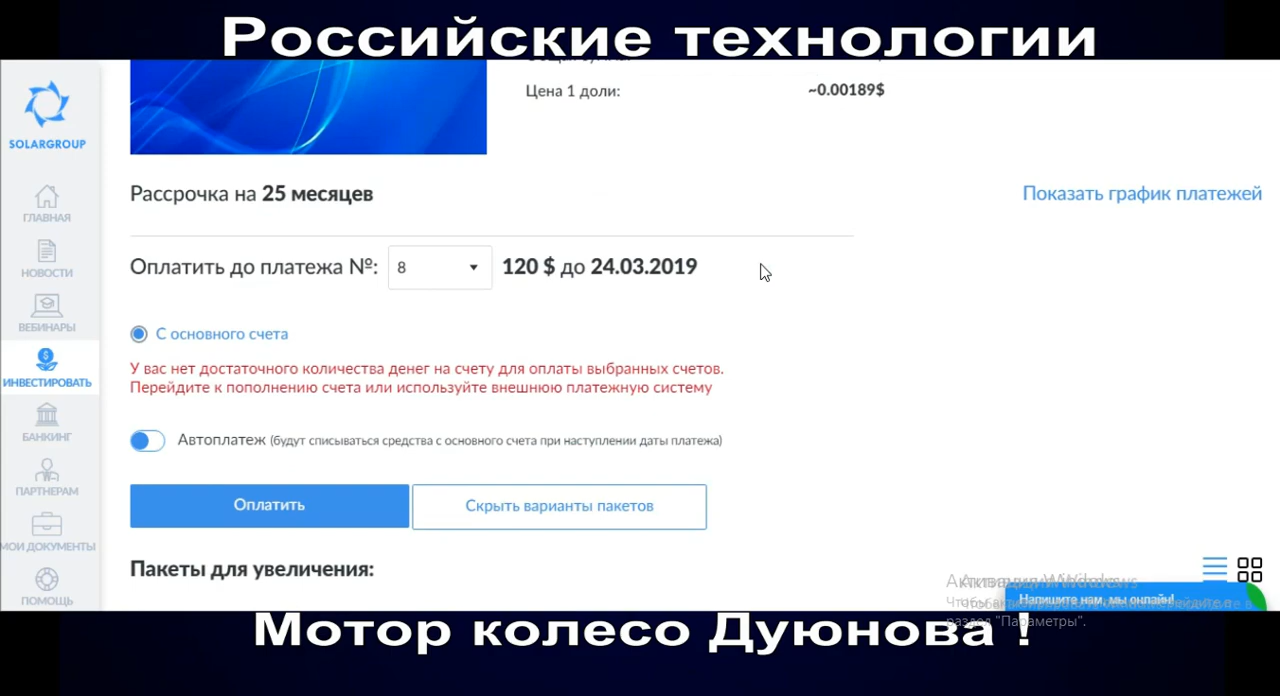 Российские технологии
SOLARGROUP
ГЛАВНАЯ
НОВОСТИ
ВЕБИНАРЫ
ИНВЕСТИРОВАТЬ
БАНКИНГ
ПАРТНЕРАМ
МОИ ДОКУМЕНТЫ
ПОМОЩЬ
Цена 1 доли: ~0.00189$
Рассрочка на 25 месяцев Показать график платежей
Оплатить до платежа №: 8 120 $ до 24.03.2019
С основного счета
У вас нет достаточного количества денег на счету для оплаты выбранных счетов.
Перейдите к пополнению счета или используйте внешнюю платежную систему
Автоплатеж (будут списываться средства с основного счета при наступлении даты платежа)
Оплатить Скрыть варианты пакетов
Пакеты для увеличения:
Напишите нам, мы онлайн!
раздел "Параметры".
Мотор колесо Дуюнова !